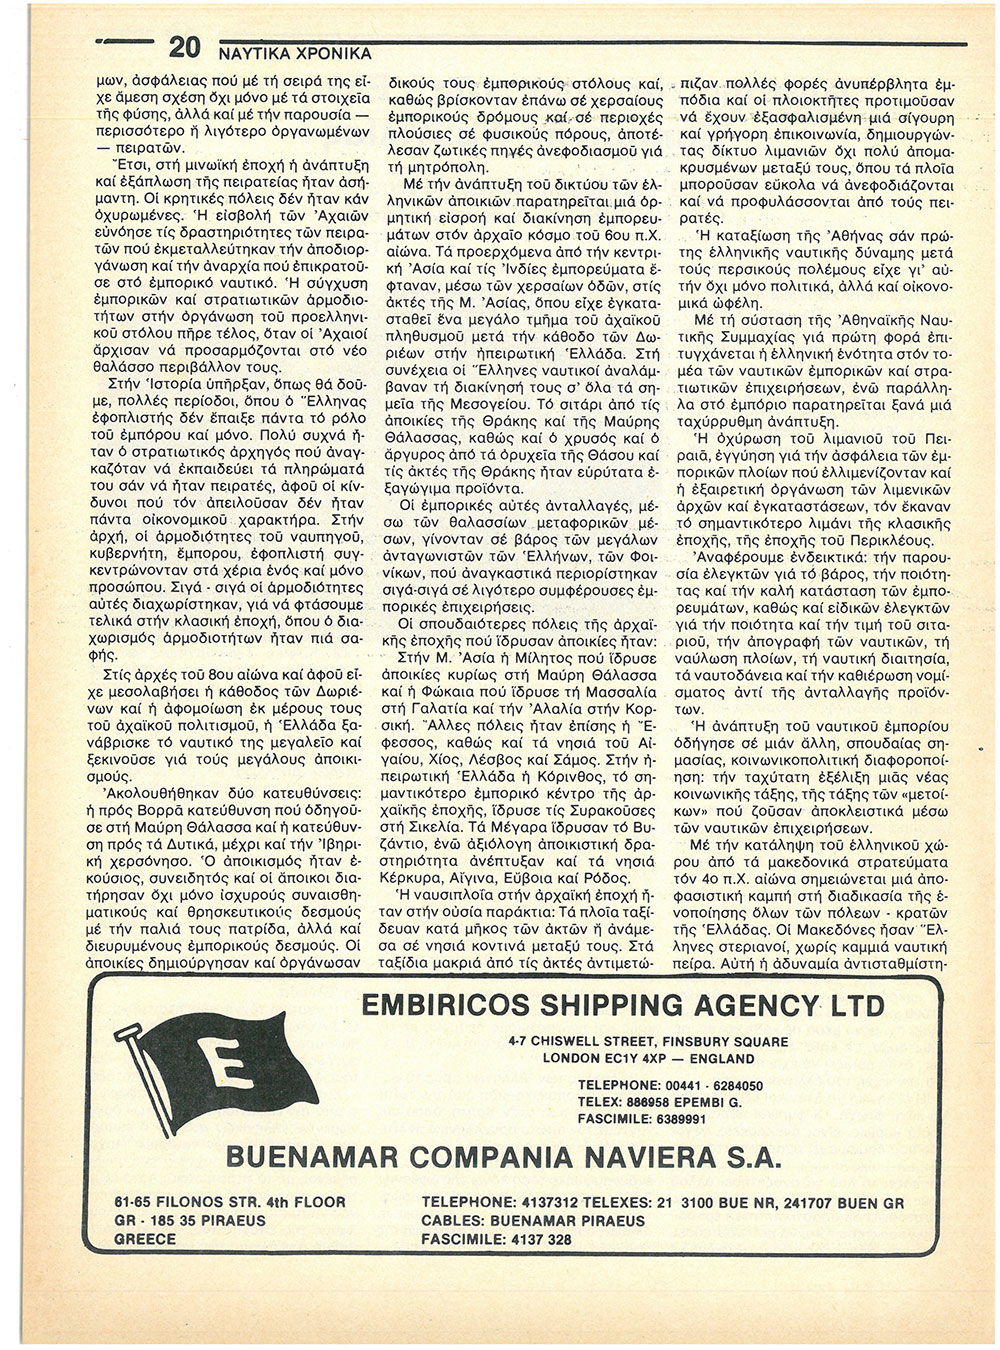 20 ΝΑΥΤΙΚΑ ΧΡΟΝΙΚΑ
μων, ἀσφάλειας πού μέ τή σειρά της εἶ-
χε ἄμεση σχέση ὄχι μόνο μέ τά στοιχεῖα
τῆς φύσης, ἀλλά καί μέ τήν παρουσία —
περισσότερο ἤ λιγότερο ὀργανωμένων
— πειρατῶν.
Ἔτσι, στή μινωϊκή ἐποχή ἡ ἀνάπτυξη
καί ἐξάπλωση τῆς πειρατείας ἦταν ἀσή-
μαντη. Οἱ κρητικές πόλεις δέν ἦταν κάν
ὀχυρωμένες. Ἡ εἰσβολή τῶν Ἀχαιῶν
εὐνόησε τίς δραστηριότητες τῶν πειρα-
τῶν πού ἐκμεταλλεύτηκαν τήν ἀποδιορ-
γάνωση καί τήν ἀναρχία πού ἐπικρατοῦ-
σε στό ἐμπορικό ναυτικό. Ἡ σύγχυση
ἐμπορικῶν καί στρατιωτικῶν ἁρμοδιο-
τήτων στήν ὀργάνωση τοῦ προελληνι-
κοῦ στόλου πῆρε τέλος, ὅταν οἱ Ἀχαιοί
ἄρχισαν νά προσαρμόζονται στό νέο
θαλάσσο περιβάλλον τους.
Στήν Ἱστορία ὑπῆρξαν, ὅπως θά δοῦ-
με, πολλές περίοδοι, ὅπου ὁ Ἕλληνας
ἐφοπλιστής δέν ἔπαιξε πάντα τό ρόλο
τοῦ ἐμπόρου καί μόνο. Πολύ συχνά ἦ-
ταν ὁ στρατιωτικός ἀρχηγός πού ἀναγ-
καζόταν νά ἐκπαιδεύει τά πληρώματά
του σάν νά ἦταν πειρατές, ἀφοῦ οἱ κίν-
δυνοι πού τόν ἀπειλοῦσαν δέν ἦταν
πάντα οἰκονομικοῦ χαρακτήρα. Στήν
ἀρχή, οἱ ἁρμοδιότητες τοῦ ναυπηγοῦ,
κυβερνήτη, ἔμπορου, ἐφοπλιστή συγ-
κεντρώνονταν στά χέρια ἑνός καί μόνο
προσώπου. Σιγά - σιγά οἱ ἁρμοδιότητες
αὐτές διαχωρίστηκαν, γιά νά φτάσουμε
τελικά στήν κλασική ἐποχή, ὅπου ὁ δια-
χωρισμός ἁρμοδιοτήτων ἦταν πιά σα-
φής.
Στίς ἀρχές τοῦ 8ου αἰώνα καί ἀφοῦ εἶ-
χε μεσολαβήσει ἡ κάθοδος τῶν Δωριέ-
νων καί ἡ ἀφομοίωση ἐκ μέρους τους
τοῦ ἀχαϊκοῦ πολιτισμοῦ, ἡ Ἑλλάδα ξα-
νάβρισκε τό ναυτικό της μεγαλεῖο καί
ξεκινοῦσε γιά τούς μεγάλους ἀποικι-
σμούς.
Ἀκολουθήθηκαν δύο κατευθύνσεις:
ἡ πρός Βορρᾶ κατεύθυνση πού ὁδηγοῦ-
σε στή Μαύρη Θάλασσα καί ἡ κατεύθυν-
ση πρός τά Δυτικά, μέχρι καί τήν Ἰβηρι-
κή χερσόνησο. Ὁ ἀποικισμός ἦταν ἑ-
κούσιος, συνειδητός καί οἱ ἄποικοι δια-
τήρησαν ὄχι μόνο ἰσχυρούς συναισθη-
ματικούς καί θρησκευτικούς δεσμούς
μέ τήν παλιά τους πατρίδα, ἀλλά καί
διευρυμένους ἐμπορικούς δεσμούς. Οἱ
ἀποικίες δημιούργησαν καί ὀργάνωσαν
δικούς τους ἐμπορικούς στόλους καί,
καθώς βρίσκονταν ἐπάνω σέ χερσαίους
ἐμπορικούς δρόμους καί σέ περιοχές
πλούσιες σέ φυσικούς πόρους, ἀποτέ-
λεσαν ζωτικές πηγές ἀνεφοδιασμοῦ γιά
τή μητρόπολη.
Μέ τήν ἀνάπτυξη τοῦ δικτύου τῶν ἑλ-
ληνικῶν ἀποικιῶν παρατηρεῖται μιά ὁρ-
μητική εἰσροή καί διακίνηση ἐμπορευ-
μάτων στόν ἀρχαῖο κόσμο τοῦ 6ου π.Χ.
αἰώνα. Τά προερχόμενα ἀπό τήν κεντρι-
κή Ἀσία καί τίς Ἰνδίες ἐμπορεύματα ἔ-
φταναν, μέσω τῶν χερσαίων ὁδῶν, στίς
ἀκτές τῆς Μ. Ἀσίας, ὅπου εἶχε ἐγκατα-
σταθεῖ ἕνα μεγάλο τμῆμα τοῦ ἀχαϊκοῦ
πληθυσμοῦ μετά τήν κάθοδο τῶν Δω-
ριέων στήν ἠπειρωτική Ἑλλάδα. Στή
συνέχεια οἱ Ἕλληνες ναυτικοί ἀναλάμ-
βαναν τή διακίνησή τους σ' ὅλα τά ση-
μεῖα τῆς Μεσογείου. Τό σιτάρι ἀπό τίς
ἀποικίες τῆς Θράκης καί τῆς Μαύρης
Θάλασσας, καθώς καί ὁ χρυσός καί ὁ
ἄργυρος ἀπό τά ὀρυχεῖα τῆς Θάσου καί
τίς ἀκτές τῆς Θράκης ἦταν εὐρύτατα ἐ-
ξαγώγιμα προϊόντα.
Οἱ ἐμπορικές αὐτές ἀνταλλαγές, μέ-
σω τῶν θαλασσίων μεταφορικῶν μέ-
σων, γίνονταν σέ βάρος τῶν μεγάλων
ἀνταγωνιστῶν τῶν Ἑλλήνων, τῶν Φοι-
νίκων, πού ἀναγκαστικά περιορίστηκαν
σιγά-σιγά σέ λιγότερο συμφέρουσες ἐμ-
πορικές ἐπιχειρήσεις.
Οἱ σπουδαιότερες πόλεις τῆς ἀρχαϊ-
κῆς ἐποχῆς πού ἵδρυσαν ἀποικίες ἦταν:
Στήν Μ. Ἀσία ἡ Μίλητος πού ἵδρυσε
ἀποικίες κυρίως στή Μαύρη Θάλασσα
καί ἡ Φώκαια πού ἵδρυσε τή Μασσαλία
στή Γαλατία καί τήν Ἀλαλία στήν Κορ-
σική. Ἄλλες πόλεις ἦταν ἐπίσης ἡ Ἔ-
φεσσος, καθώς καί τά νησιά τοῦ Αἰ-
γαίου, Χίος, Λέσβος καί Σάμος. Στήν ἠ-
πειρωτική Ἑλλάδα ἡ Κόρινθος, τό ση-
μαντικότερο ἐμπορικό κέντρο τῆς ἀρ-
χαϊκῆς ἐποχῆς, ἵδρυσε τίς Συρακοῦσες
στή Σικελία. Τά Μέγαρα ἵδρυσαν τό Βυ-
ζάντιο, ἐνῶ ἀξιόλογη ἀποικιστική δρα-
στηριότητα ἀνέπτυξαν καί τά νησιά
Κέρκυρα, Αἴγινα, Εὔβοια καί Ρόδος.
Ἡ ναυσιπλοΐα στήν ἀρχαϊκή ἐποχή ἦ-
ταν στήν οὐσία παράκτια: Τά πλοῖα ταξί-
δευαν κατά μῆκος τῶν ἀκτῶν ἤ ἀνάμε-
σα σέ νησιά κοντινά μεταξύ τους. Στά
ταξίδια μακριά ἀπό τίς ἀκτές ἀντιμετώ-
πιζαν πολλές φορές ἀνυπέρβλητα ἐμ-
πόδια καί οἱ πλοιοκτῆτες προτιμοῦσαν
νά ἔχουν ἐξασφαλισμένη μιά σίγουρη
καί γρήγορη ἐπικοινωνία, δημιουργών-
τας δίκτυο λιμανιῶν ὄχι πολύ ἀπομα-
κρυσμένων μεταξύ τους, ὅπου τά πλοῖα
μποροῦσαν εὔκολα νά ἀνεφοδιάζονται
καί νά προφυλάσσονται ἀπό τούς πει-
ρατές.
Ἡ καταξίωση τῆς Ἀθήνας σάν πρώ-
της ἑλληνικῆς ναυτικῆς δύναμης μετά
τούς περσικούς πολέμους εἶχε γι' αὐ-
τήν ὄχι μόνο πολιτικά, ἀλλά καί οἰκονο-
μικά ὠφέλη.
Μέ τή σύσταση τῆς Ἀθηναϊκῆς Ναυ-
τικῆς Συμμαχίας γιά πρώτη φορά ἐπι-
τυγχάνεται ἡ ἑλληνική ἑνότητα στόν το-
μέα τῶν ναυτικῶν ἐμπορικῶν καί στρα-
τιωτικῶν ἐπιχειρήσεων, ἐνῶ παράλλη-
λα στό ἐμπόριο παρατηρεῖται ξανά μιά
ταχύρρυθμη ἀνάπτυξη.
Ἡ ὀχύρωση τοῦ λιμανιοῦ τοῦ Πει-
ραιᾶ, ἐγγύηση γιά τήν ἀσφάλεια τῶν ἐμ-
πορικῶν πλοίων πού ἐλλιμενίζονταν καί
ἡ ἐξαιρετική ὀργάνωση τῶν λιμενικῶν
ἀρχῶν καί ἐγκαταστάσεων, τόν ἔκαναν
τό σημαντικότερο λιμάνι τῆς κλασικῆς
ἐποχῆς, τῆς ἐποχῆς τοῦ Περικλέους.
Ἀναφέρουμε ἐνδεικτικά: τήν παρου-
σία ἐλεγκτῶν γιά τό βάρος, τήν ποιότη-
τας καί τήν καλή κατάσταση τῶν ἐμπο-
ρευμάτων, καθώς καί εἰδικῶν ἐλεγκτῶν
γιά τήν ποιότητα καί τήν τιμή τοῦ σιτα-
ριοῦ, τήν ἀπογραφή τῶν ναυτικῶν, τή
ναύλωση πλοίων, τή ναυτική διαιτησία,
τά ναυτοδάνεια καί τήν καθιέρωση νομί-
σματος ἀντί τῆς ἀνταλλαγῆς προϊόν-
των.
Ἡ ἀνάπτυξη τοῦ ναυτικοῦ ἐμπορίου
ὁδήγησε σέ μιάν ἄλλη, σπουδαίας ση-
μασίας, κοινωνικοπολιτική διαφοροποί-
ηση: τήν ταχύτατη ἐξέλιξη μιᾶς νέας
κοινωνικῆς τάξης, τῆς τάξης τῶν «μετοί-
κων» πού ζοῦσαν ἀποκλειστικά μέσω
τῶν ναυτικῶν ἐπιχειρήσεων.
Μέ τήν κατάληψη τοῦ ἑλληνικοῦ χώ-
ρου ἀπό τά μακεδονικά στρατεύματα
τόν 4ο π.Χ. αἰώνα σημειώνεται μιά ἀπο-
φασιστική καμπή στή διαδικασία τῆς ἑ-
νοποίησης ὅλων τῶν πόλεων - κρατῶν
τῆς Ἑλλάδας. Οἱ Μακεδόνες ἦσαν Ἕλ-
ληνες στεριανοί, χωρίς καμμιά ναυτική
πείρα. Αὐτή ἡ ἀδυναμία ἀντισταθμίστη-
EMBIRICOS SHIPPING AGENCY LTD
4-7 CHISWELL STREET, FINSBURY SQUARE
LONDON EC1Y 4XP — ENGLAND
TELEPHONE: 00441 - 6284050
TELEX: 886958 EPEMBI G.
FASCIMILE: 6389991
E
BUENAMAR COMPANIA NAVIERA S.A.
61-65 FILONOS STR. 4th FLOOR
GR - 185 35 PIRAEUS
GREECE
TELEPHONE: 4137312 TELEXES: 21 3100 BUE NR, 241707 BUEN GR
CABLES: BUENAMAR PIRAEUS
FASCIMILE: 4137 328